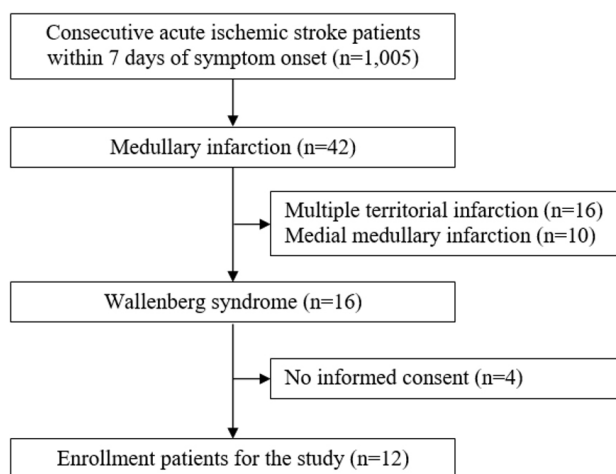 Consecutive acute ischemic stroke patients
within 7 days of symptom onset (n=1,005)
Medullary infarction (n=42)
Multiple territorial infarction (n=16)
Medial medullary infarction (n=10)
Wallenberg syndrome (n=16)
No informed consent (n=4)
Enrollment patients for the study (n=12)